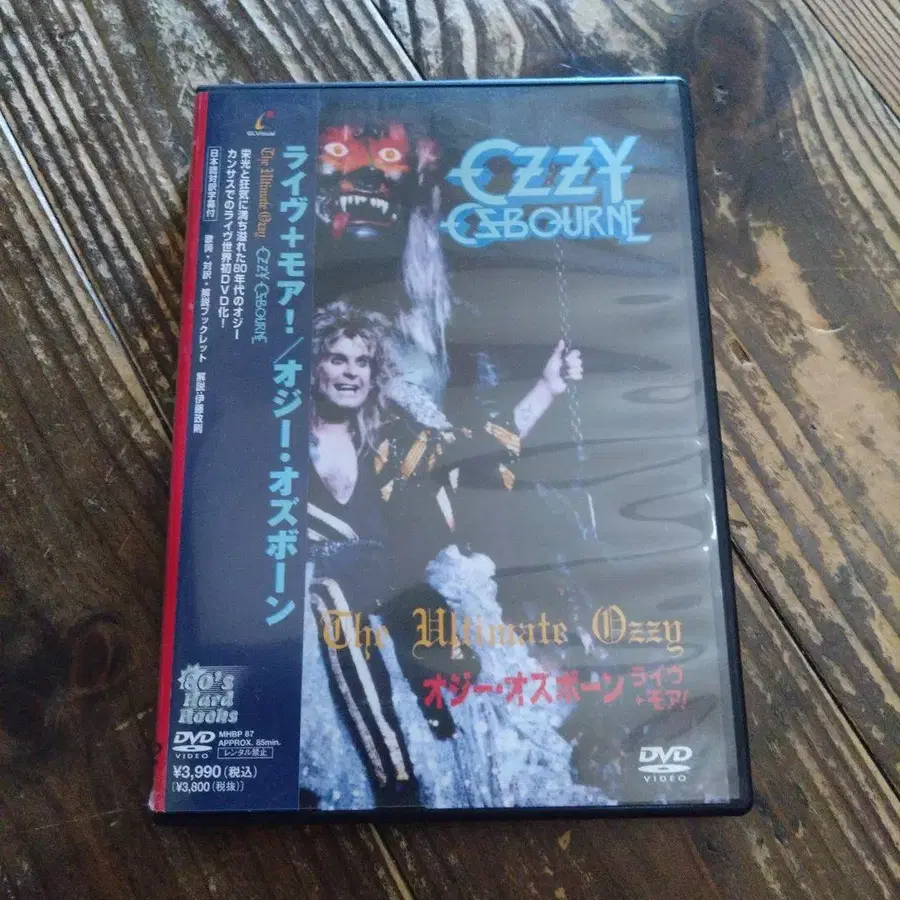 GLVisual
ライヴ+モア!/オジー・オズボーン
The Ultimate Ozzy OZZY OSBOURNE
栄光と狂気に満ち溢れた80年代のオジー
カンサスでのライヴ世界初DVD化!
日本語対訳字幕付
歌詞・対訳・解説ブックレット 解説:伊藤政則
80's
Hard
Rocks
DVD
VIDEO
MHBP 87
APPROX. 85min.
レンタル禁止
¥3,990(税込)
[¥3,800(税抜)]
OZZY
OSBOURNE
The Ultimate Ozzy
オジー・オズボーン ライヴ
+モア!
DVD
VIDEO